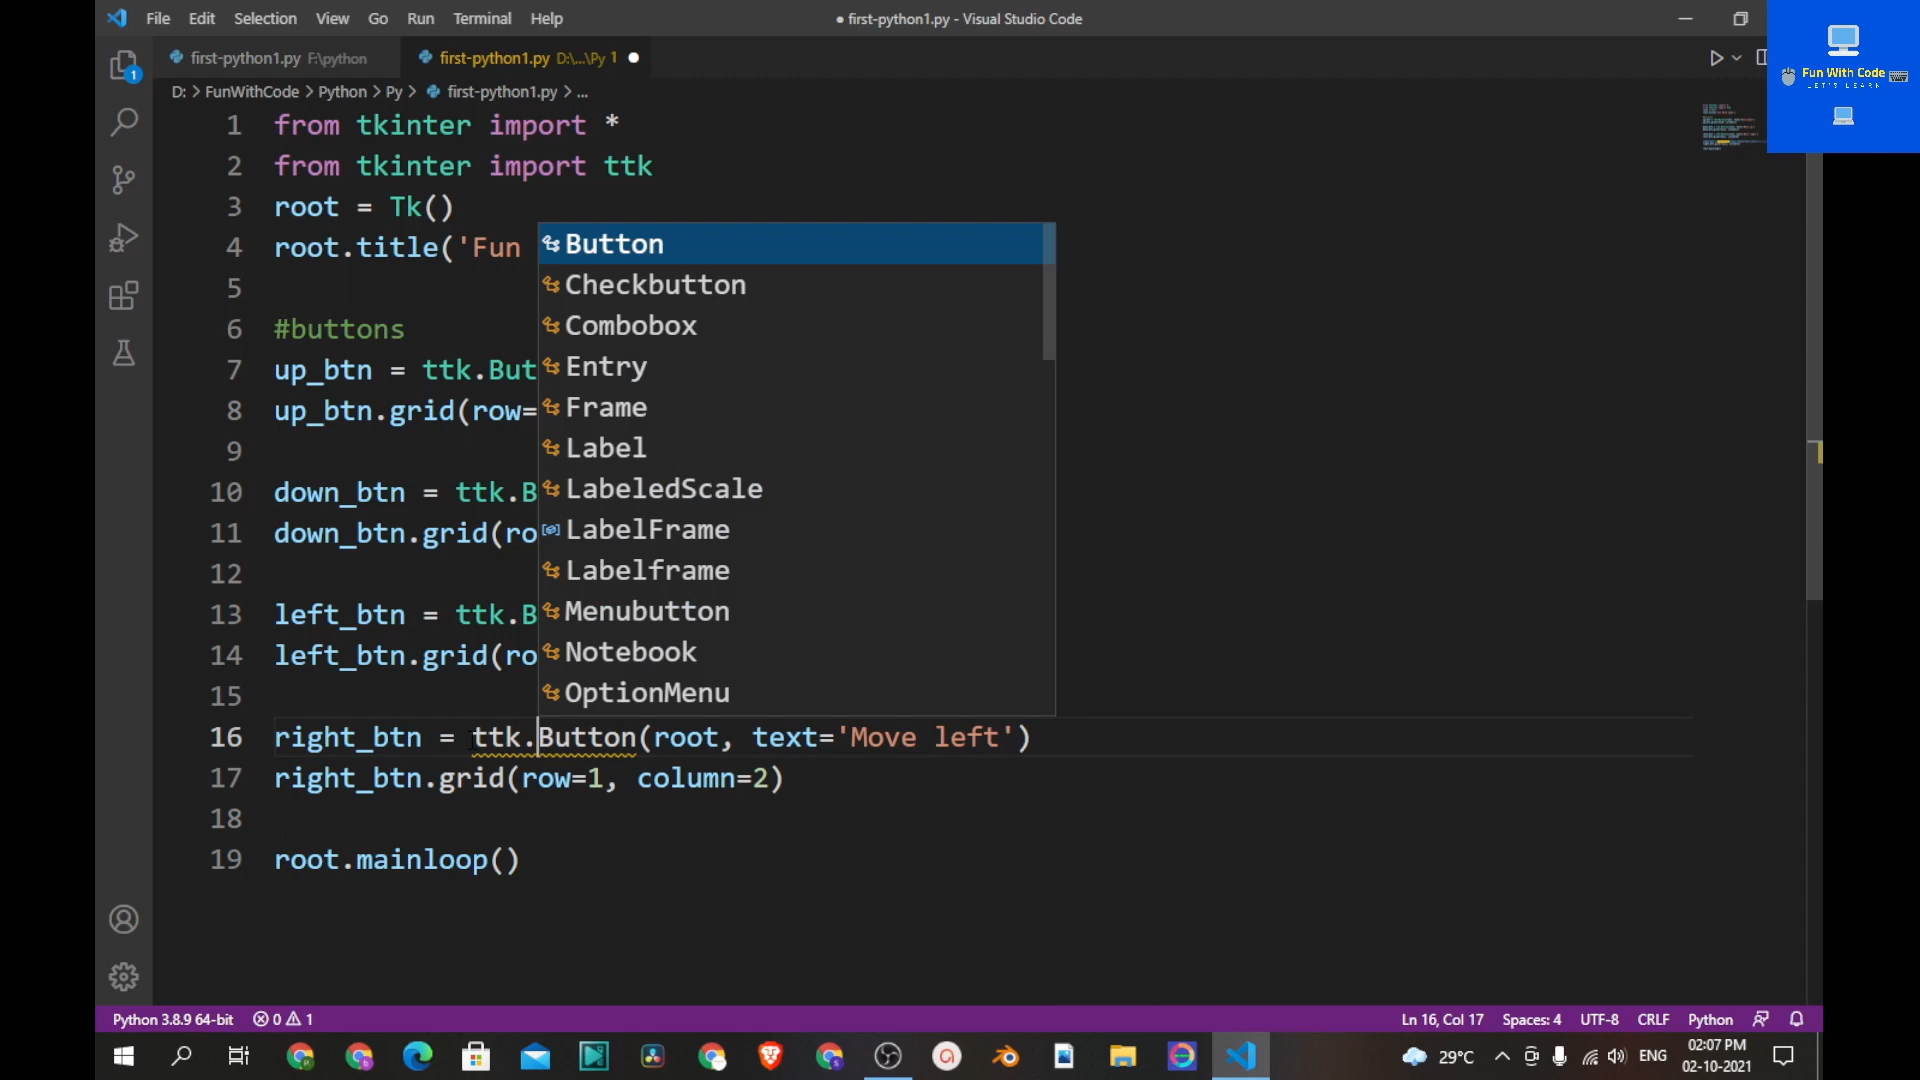 File Edit Selection View Go Run Terminal Help
● first-python1.py - Visual Studio Code
Fun With Code
LET'S LEARN
first-python1.py F:\python
first-python1.py D:\...\Py 1
D: > FunWithCode > Python > Py > first-python1.py > ...
1 from tkinter import *
2 from tkinter import ttk
3 root = Tk()
4 root.title('Fun
5
6 #buttons
7 up_btn = ttk.But
8 up_btn.grid(row=
9
10 down_btn = ttk.B
11 down_btn.grid(ro
12
13 left_btn = ttk.B
14 left_btn.grid(ro
15
16 right_btn = ttk.Button(root, text='Move left')
17 right_btn.grid(row=1, column=2)
18
19 root.mainloop()
Button
Checkbutton
Combobox
Entry
Frame
Label
LabeledScale
LabelFrame
Labelframe
Menubutton
Notebook
OptionMenu
1
Python 3.8.9 64-bit 0 1
Ln 16, Col 17 Spaces: 4 UTF-8 CRLF Python
29°C ENG 02:07 PM
02-10-2021